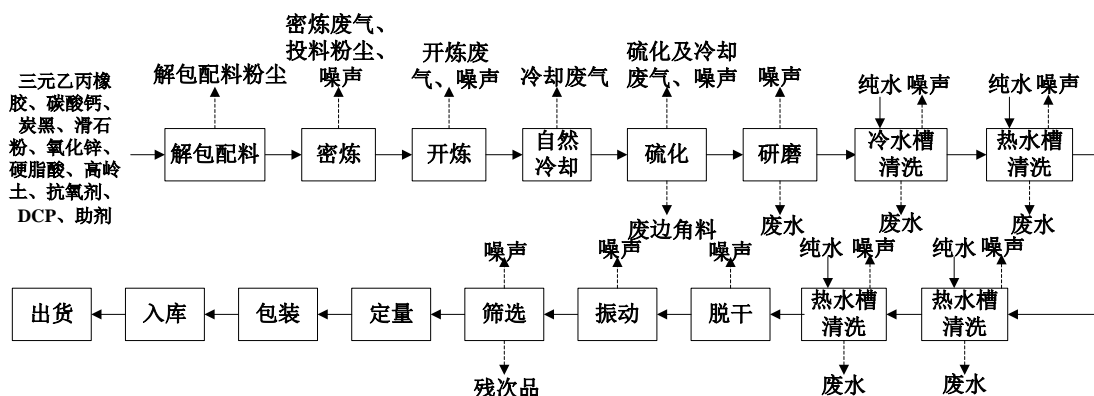 三元乙丙橡
胶、碳酸钙、
炭黑、滑石
粉、氧化锌、
硬脂酸、高岭
土、抗氧剂、
DCP、助剂
解包配料粉尘
解包配料
密炼废气、
投料粉尘、
噪声
密炼
开炼废
气、噪声
开炼
冷却废气
自然
冷却
硫化及冷却
废气、噪声
硫化
废边角料
噪声
研磨
废水
纯水 噪声
冷水槽
清洗
废水
纯水 噪声
热水槽
清洗
废水
纯水 噪声
热水槽
清洗
废水
纯水 噪声
热水槽
清洗
废水
噪声
脱干
噪声
振动
噪声
筛选
残次品
定量
包装
入库
出货